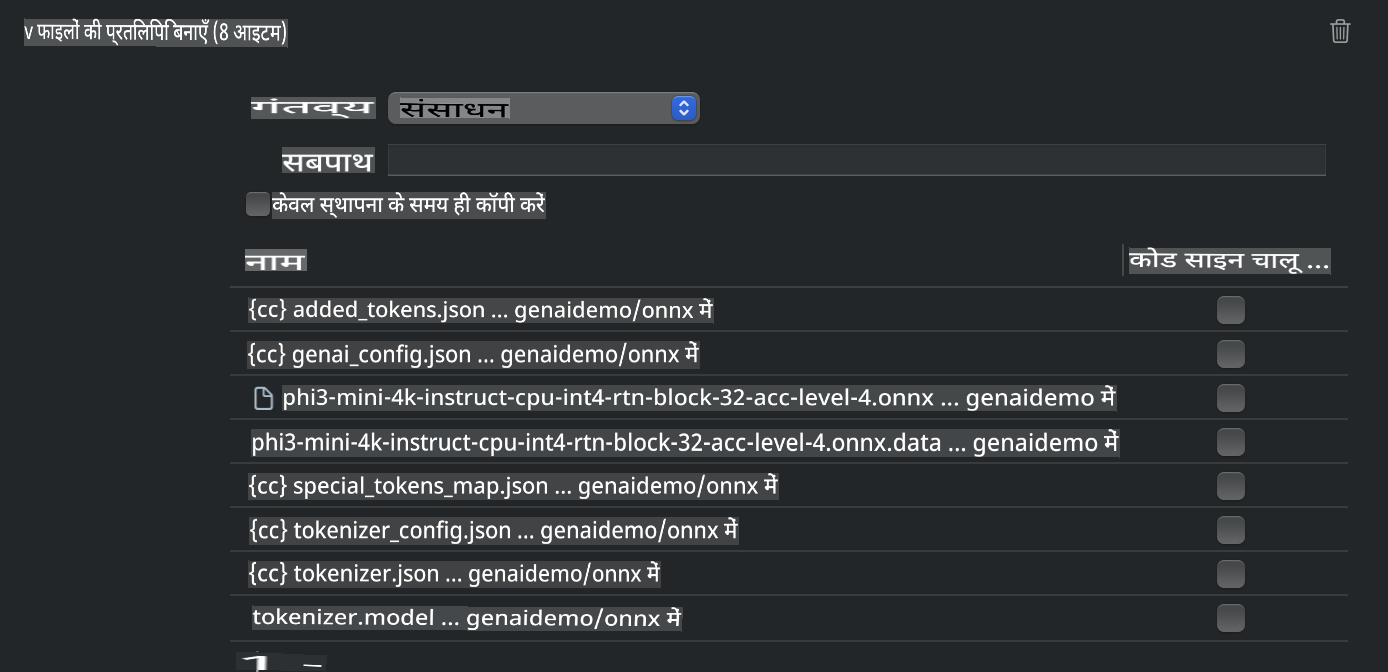 v फाइलों की प्रतिलिपि बनाएँ (8 आइटम)
गंतव्य संसाधन
सबपाथ
केवल स्थापना के समय ही कॉपी करें
नाम कोड साइन चालू ...
{cc} added_tokens.json ... genaidemo/onnx में
{cc} genai_config.json ... genaidemo/onnx में
phi3-mini-4k-instruct-cpu-int4-rtn-block-32-acc-level-4.onnx ... genaidemo में
phi3-mini-4k-instruct-cpu-int4-rtn-block-32-acc-level-4.onnx.data ... genaidemo में
{cc} special_tokens_map.json ... genaidemo/onnx में
{cc} tokenizer_config.json ... genaidemo/onnx में
{cc} tokenizer.json ... genaidemo/onnx में
tokenizer.model ... genaidemo/onnx में